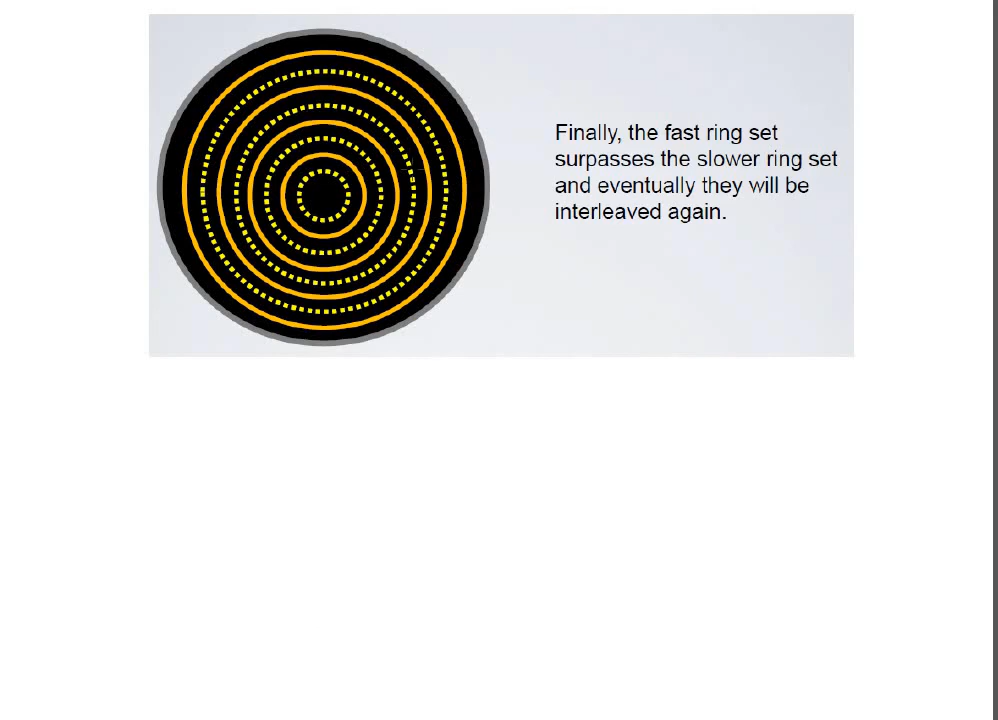 Finally, the fast ring set
surpasses the slower ring set
and eventually they will be
interleaved again.